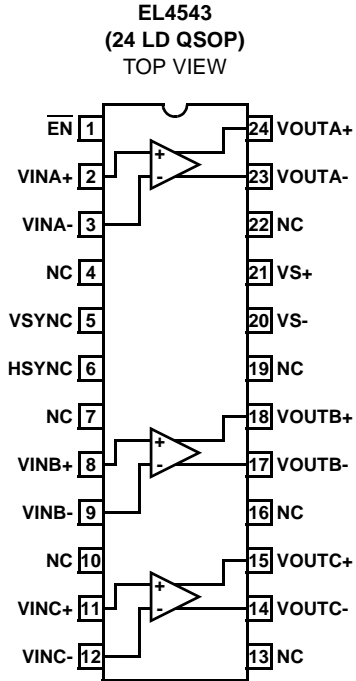 EL4543
(24 LD QSOP)
TOP VIEW
EN 1
24 VOUTA+
+
VINA+ 2
23 VOUTA-
-
VINA- 3
22 NC
NC 4
21 VS+
VSYNC 5
20 VS-
HSYNC 6
19 NC
NC 7
18 VOUTB+
+
VINB+ 8
17 VOUTB-
-
VINB- 9
16 NC
NC 10
15 VOUTC+
+
VINC+ 11
14 VOUTC-
-
VINC- 12
13 NC